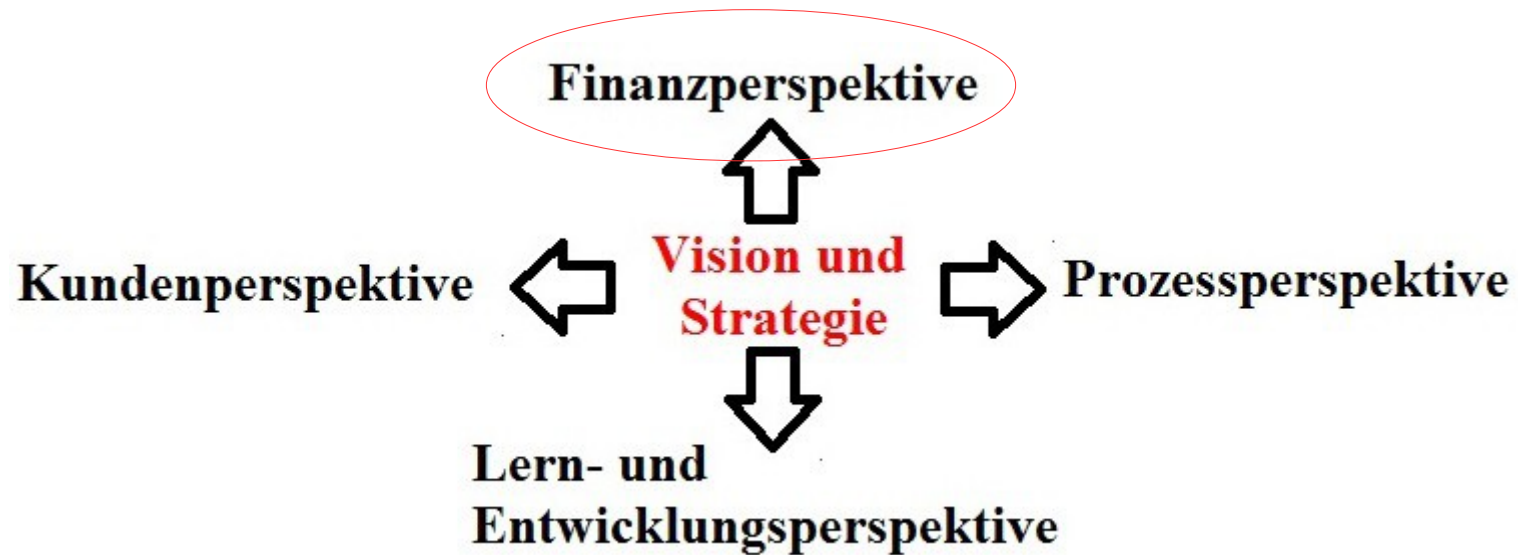 Finanzperspektive
Kundenperspektive
Vision und
Strategie
Prozessperspektive
Lern- und
Entwicklungsperspektive